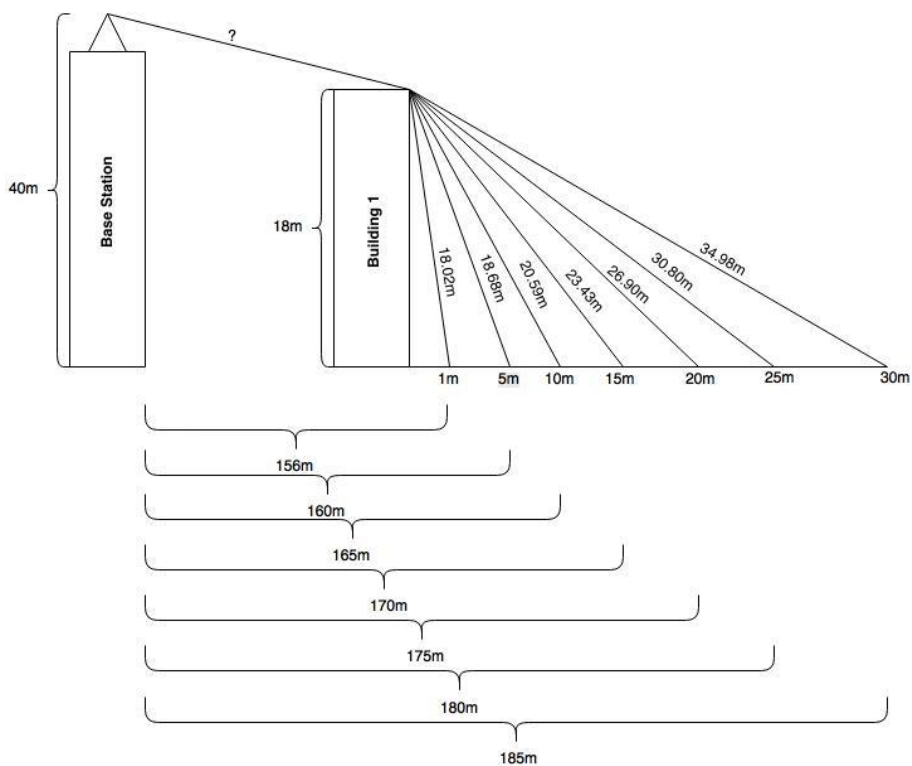 ?
40m
Base Station
18m
Building 1
18.02m
18.68m
20.59m
23.43m
26.90m
30.80m
34.98m
1m
5m
10m
15m
20m
25m
30m
156m
160m
165m
170m
175m
180m
185m